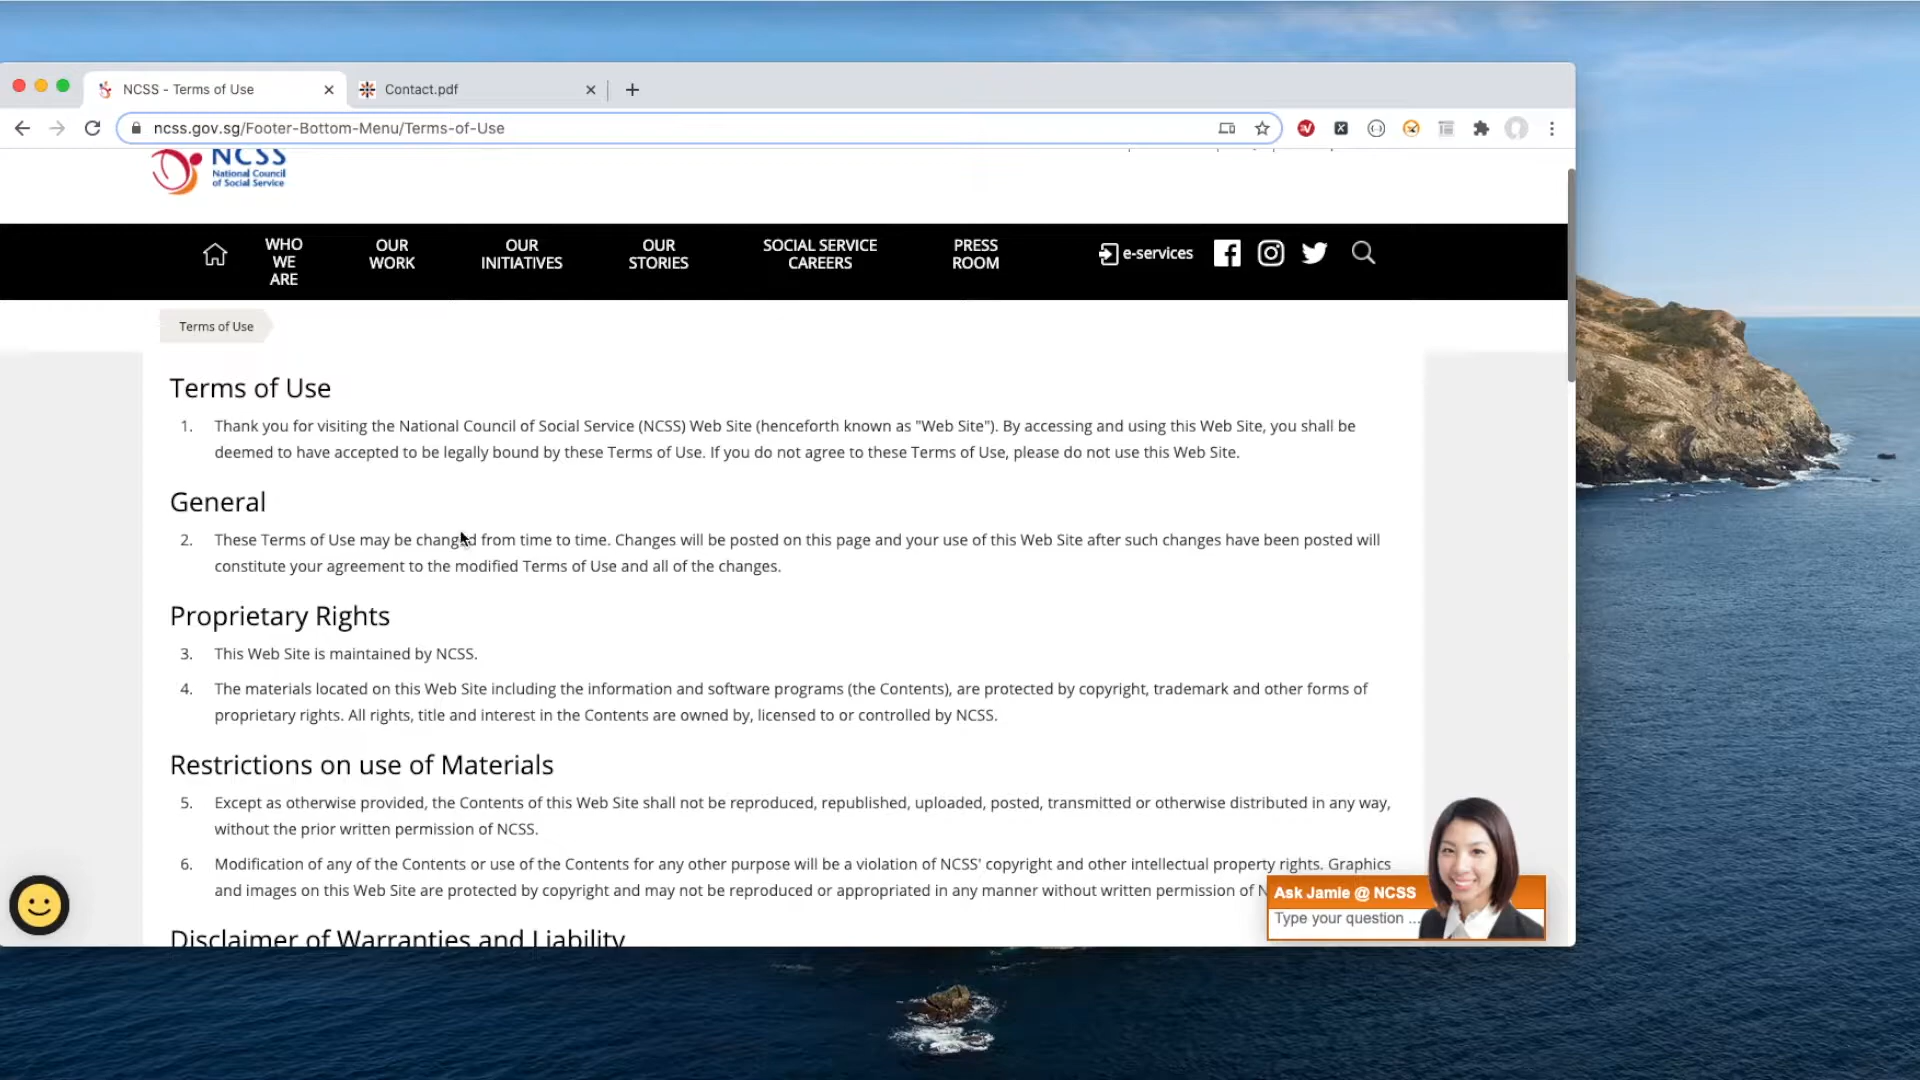 NCSS - Terms of Use
Contact.pdf
ncss.gov.sg/Footer-Bottom-Menu/Terms-of-Use
NCSS
National Council
of Social Service
WHO
WE
ARE
OUR
WORK
OUR
INITIATIVES
OUR
STORIES
SOCIAL SERVICE
CAREERS
PRESS
ROOM
e-services
Terms of Use
Terms of Use
1. Thank you for visiting the National Council of Social Service (NCSS) Web Site (henceforth known as "Web Site"). By accessing and using this Web Site, you shall be
deemed to have accepted to be legally bound by these Terms of Use. If you do not agree to these Terms of Use, please do not use this Web Site.
General
2. These Terms of Use may be changed from time to time. Changes will be posted on this page and your use of this Web Site after such changes have been posted will
constitute your agreement to the modified Terms of Use and all of the changes.
Proprietary Rights
3. This Web Site is maintained by NCSS.
4. The materials located on this Web Site including the information and software programs (the Contents), are protected by copyright, trademark and other forms of
proprietary rights. All rights, title and interest in the Contents are owned by, licensed to or controlled by NCSS.
Restrictions on use of Materials
5. Except as otherwise provided, the Contents of this Web Site shall not be reproduced, republished, uploaded, posted, transmitted or otherwise distributed in any way,
without the prior written permission of NCSS.
6. Modification of any of the Contents or use of the Contents for any other purpose will be a violation of NCSS' copyright and other intellectual property rights. Graphics
and images on this Web Site are protected by copyright and may not be reproduced or appropriated in any manner without written permission of
Disclaimer of Warranties and Liability
Ask Jamie @ NCSS
Type your question ...